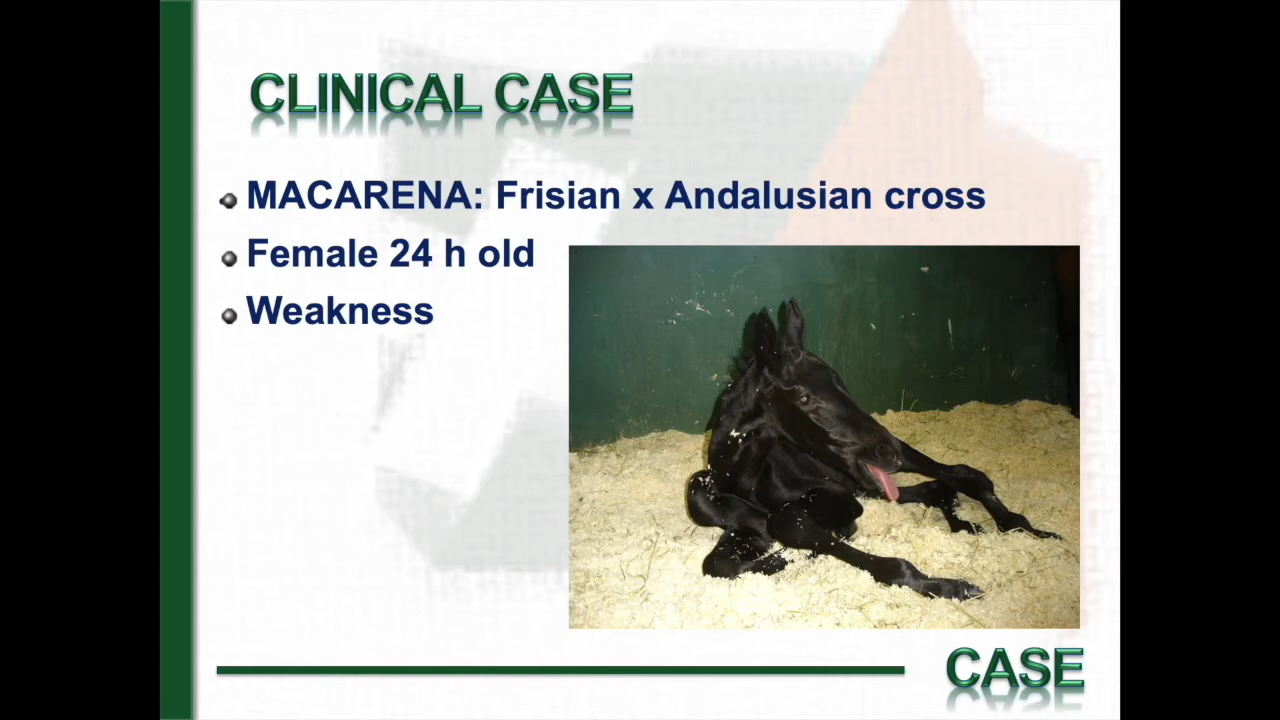 CLINICAL CASE
MACARENA: Frisian x Andalusian cross
Female 24 h old
Weakness
CASE